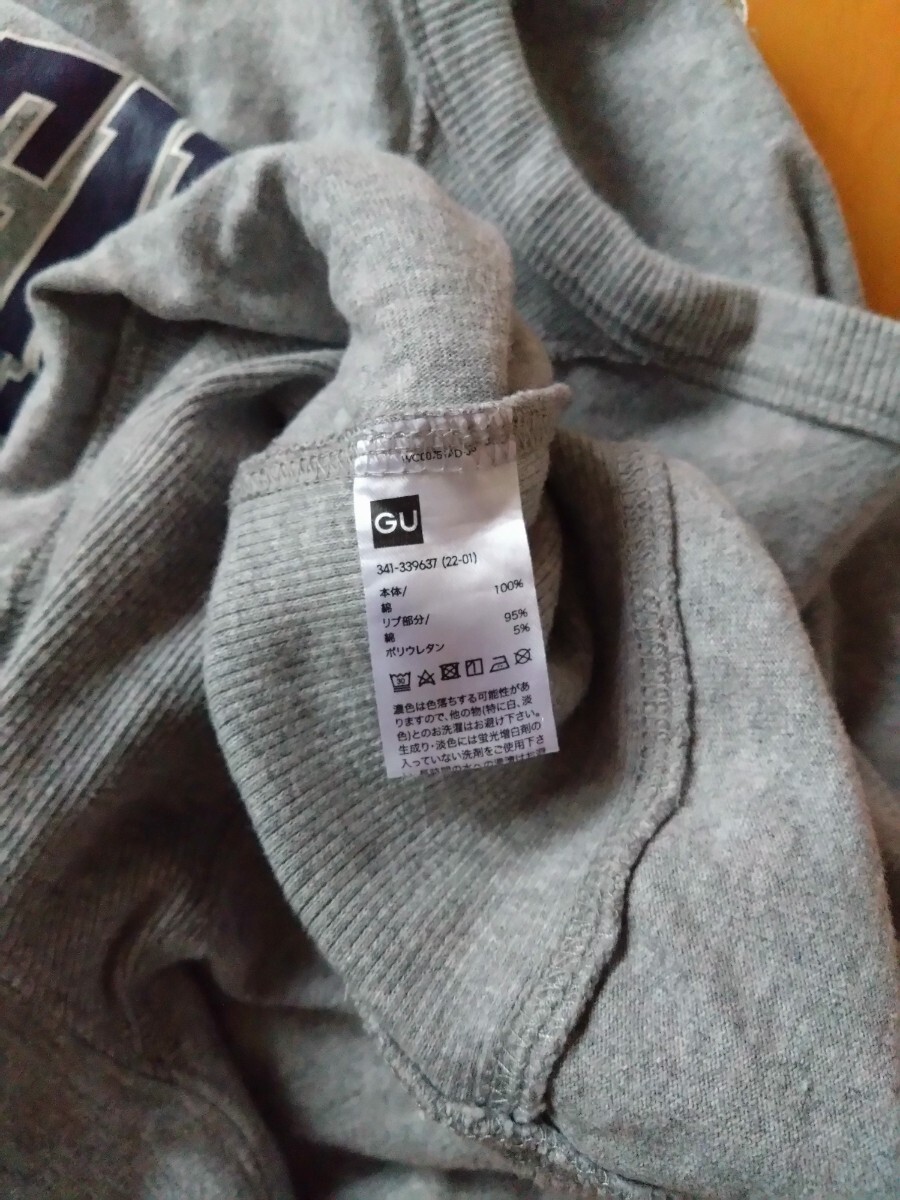 GU
341-339637 (22-01)
本体/
綿 100%
リブ部分/
綿 95%
ポリウレタン 5%
30
濃色は色落ちする可能性があ
りますので、他の物(特に白、淡
色)とのお洗濯はお避け下さい。
生成り・淡色には蛍光増白剤の
入っていない洗剤をご使用下さ